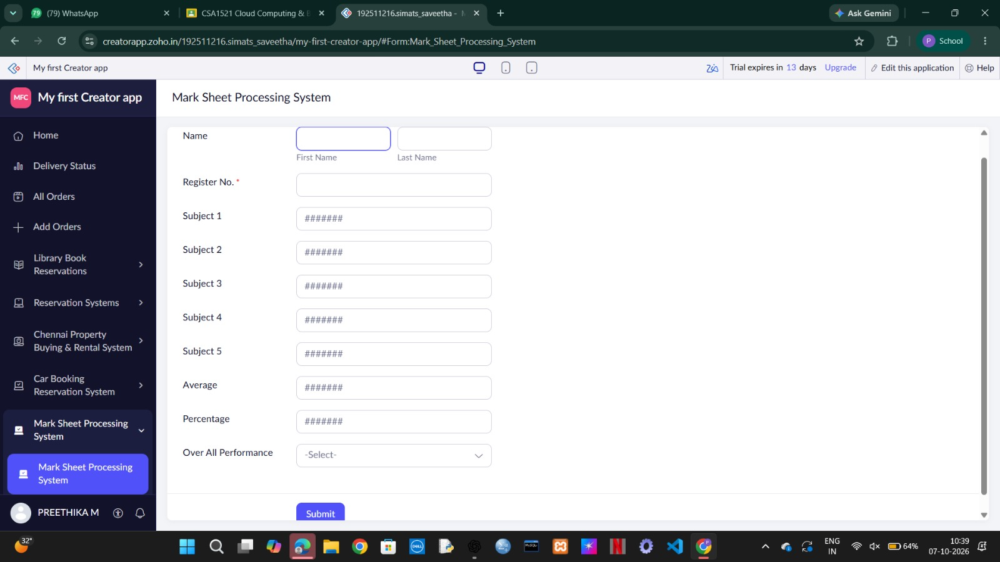 79
(79) WhatsApp
CSA1521 Cloud Computing &
192511216.simats_saveetha -
Ask Gemini
creatorapp.zoho.in/192511216.simats_saveetha/my-first-creator-app/#Form:Mark_Sheet_Processing_System
P School
My first Creator app
Zia
Trial expires in 13 days Upgrade
Edit this application
Help
MFC My first Creator app
Mark Sheet Processing System
Home
Delivery Status
All Orders
Add Orders
Library Book
Reservations
Reservation Systems
Chennai Property
Buying & Rental System
Car Booking
Reservation System
Mark Sheet Processing
System
Mark Sheet Processing
System
PREETHIKA M
Name
First Name
Last Name
Register No. *
Subject 1
#######
Subject 2
#######
Subject 3
#######
Subject 4
#######
Subject 5
#######
Average
#######
Percentage
#######
Over All Performance
-Select-
Submit
32°
DELL
MySQL
N
P
ENG
IN
64%
10:39
07-10-2026